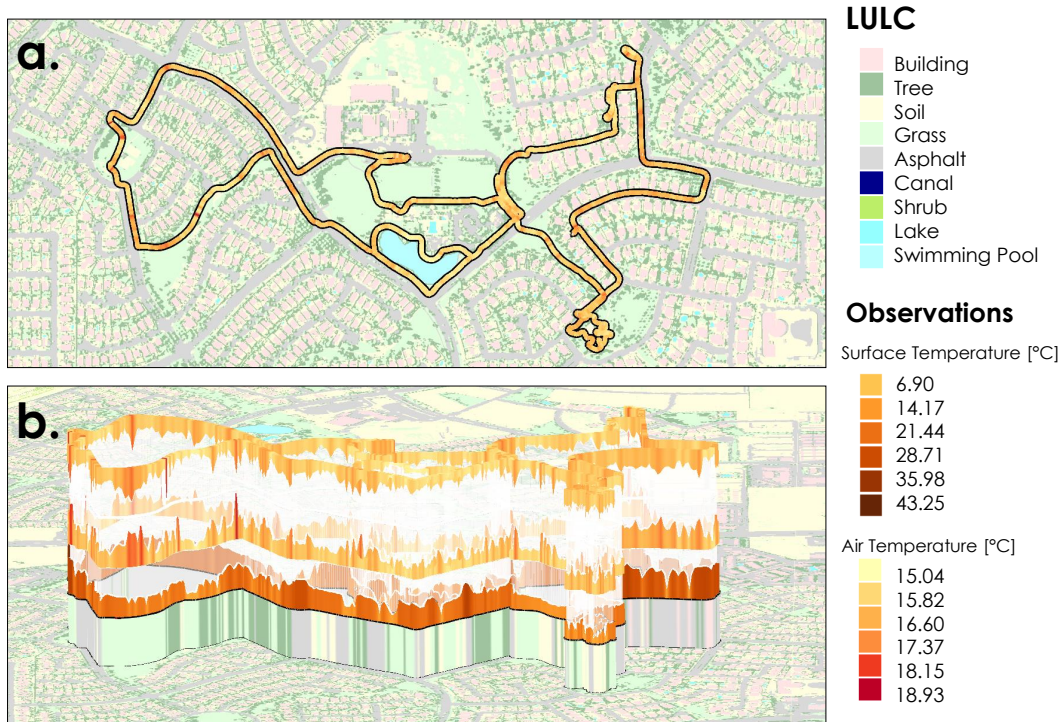 a.
b.
LULC
Building
Tree
Soil
Grass
Asphalt
Canal
Shrub
Lake
Swimming Pool
Observations
Surface Temperature [°C]
6.90
14.17
21.44
28.71
35.98
43.25
Air Temperature [°C]
15.04
15.82
16.60
17.37
18.15
18.93